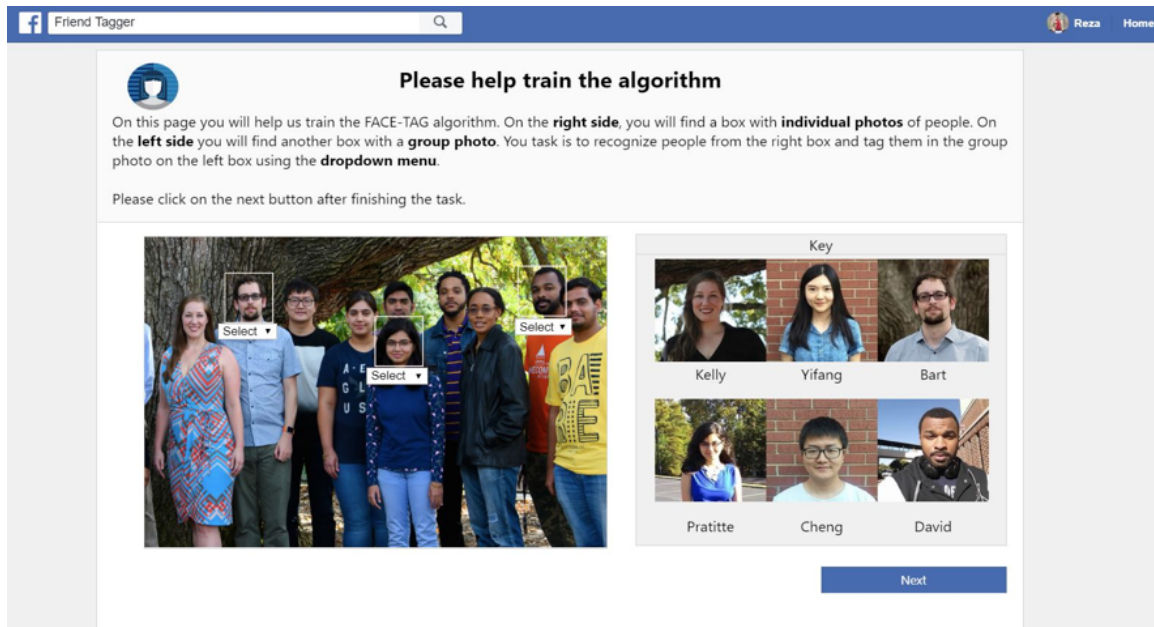 f Friend Tagger Reza Home
Please help train the algorithm
On this page you will help us train the FACE-TAG algorithm. On the right side, you will find a box with individual photos of people. On
the left side you will find another box with a group photo. You task is to recognize people from the right box and tag them in the group
photo on the left box using the dropdown menu.
Please click on the next button after finishing the task.
Key
Select
Select
Select
A·E
G L
U S
BA
RE
Kelly Yifang Bart
Pratitte Cheng David
Next